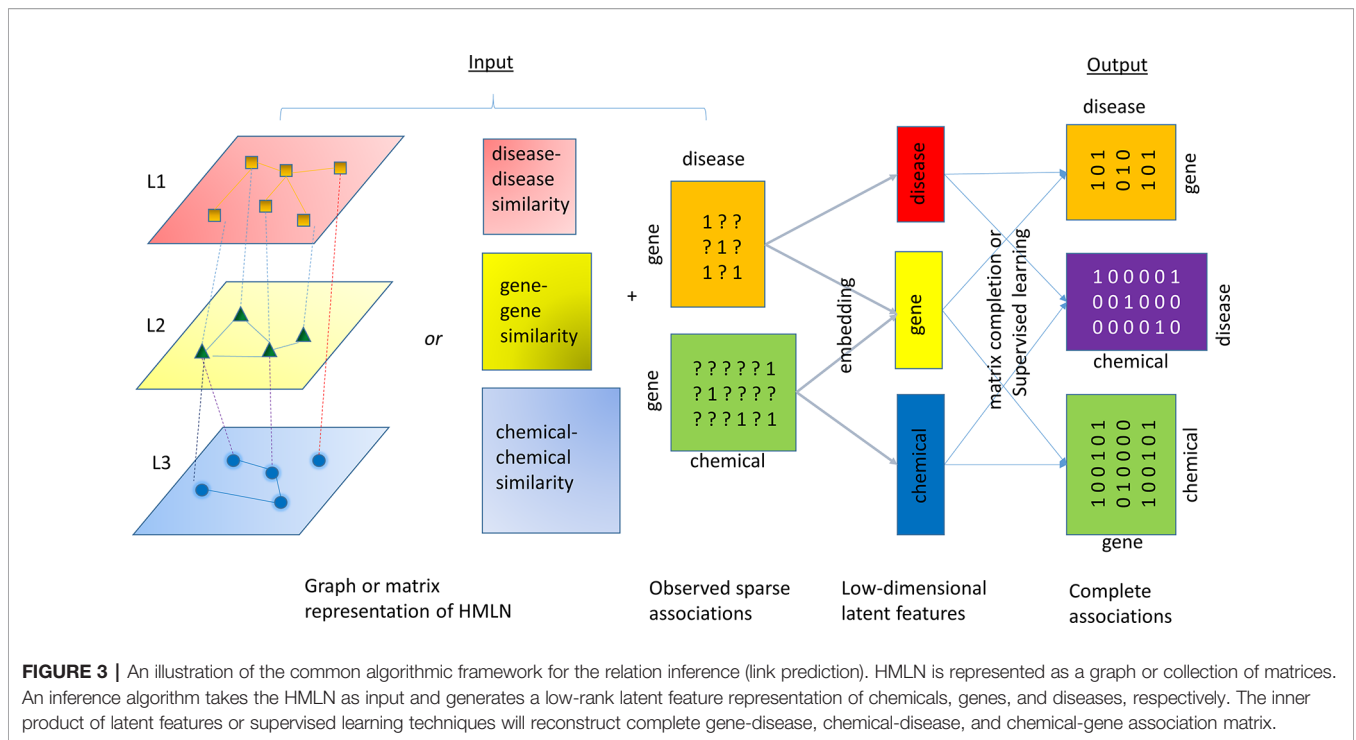 Input
Output
L1
L2
L3
or
disease-
disease
similarity
gene-
gene
similarity
chemical-
chemical
similarity
+
disease
gene
1 ? ?
? 1 ?
1 ? 1
gene
? ? ? ? ? 1
? 1 ? ? ? ?
? ? ? 1 ? 1
chemical
embedding
disease
gene
chemical
matrix completion or
Supervised learning
disease
1 0 1
0 1 0
1 0 1
gene
1 0 0 0 0 1
0 0 1 0 0 0
0 0 0 0 1 0
disease
chemical
1 0 0 1 0 1
0 1 0 0 0 0
1 0 0 1 0 1
chemical
gene
Graph or matrix
representation of HMLN
Observed sparse
associations
Low-dimensional
latent features
Complete
associations
FIGURE 3 | An illustration of the common algorithmic framework for the relation inference (link prediction). HMLN is represented as a graph or collection of matrices.
An inference algorithm takes the HMLN as input and generates a low-rank latent feature representation of chemicals, genes, and diseases, respectively. The inner
product of latent features or supervised learning techniques will reconstruct complete gene-disease, chemical-disease, and chemical-gene association matrix.